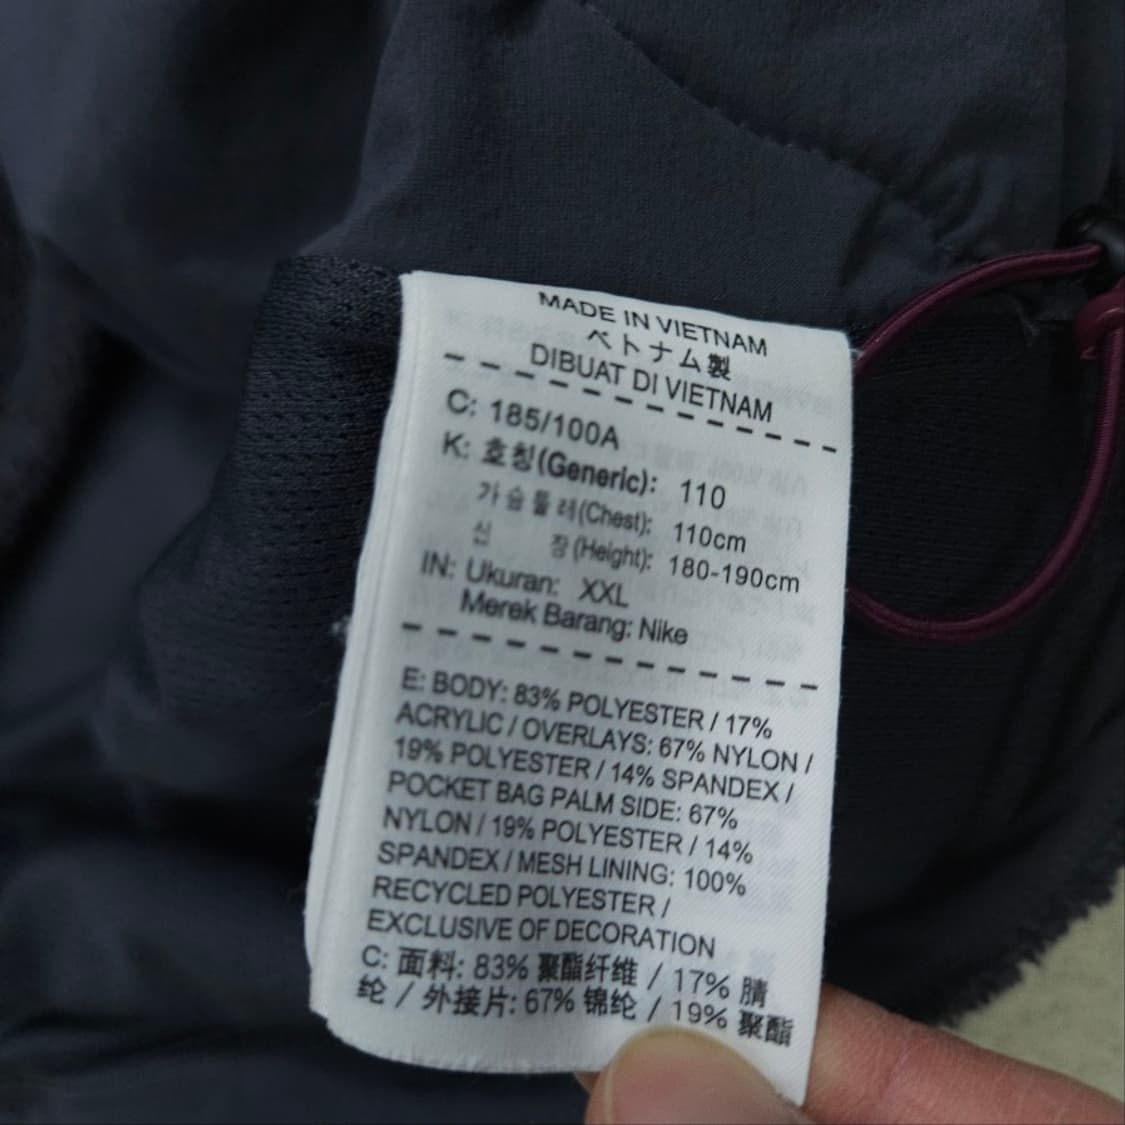 MADE IN VIETNAM
ベトナム製
DIBUAT DI VIETNAM
C: 185/100A
K: 호칭(Generic): 110
가슴둘레(Chest): 110cm
신 장(Height): 180-190cm
IN: Ukuran: XXL
Merek Barang: Nike
E: BODY: 83% POLYESTER / 17%
ACRYLIC / OVERLAYS: 67% NYLON /
19% POLYESTER / 14% SPANDEX /
POCKET BAG PALM SIDE: 67%
NYLON / 19% POLYESTER / 14%
SPANDEX / MESH LINING: 100%
RECYCLED POLYESTER /
EXCLUSIVE OF DECORATION
C: 面料: 83% 聚酯纤维 / 17% 腈
纶 / 外接片: 67% 锦纶 / 19% 聚酯